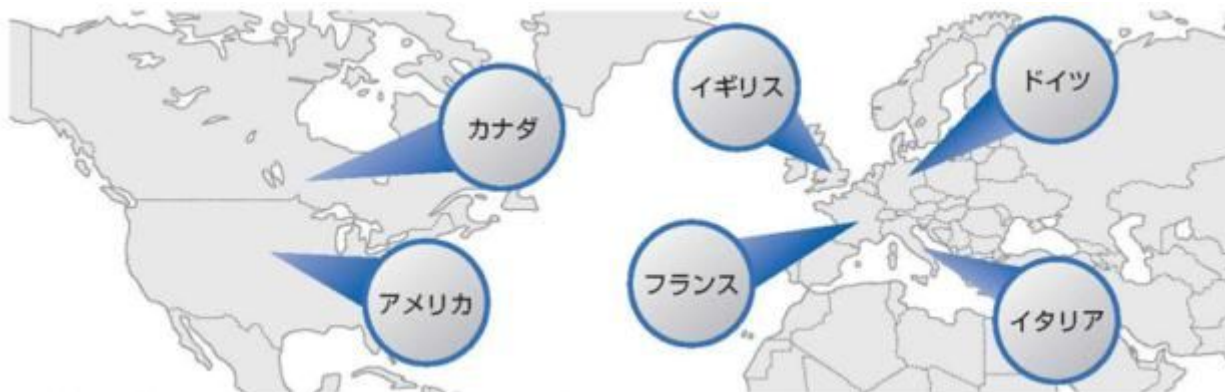 カナダ
アメリカ
イギリス
ドイツ
フランス
イタリア